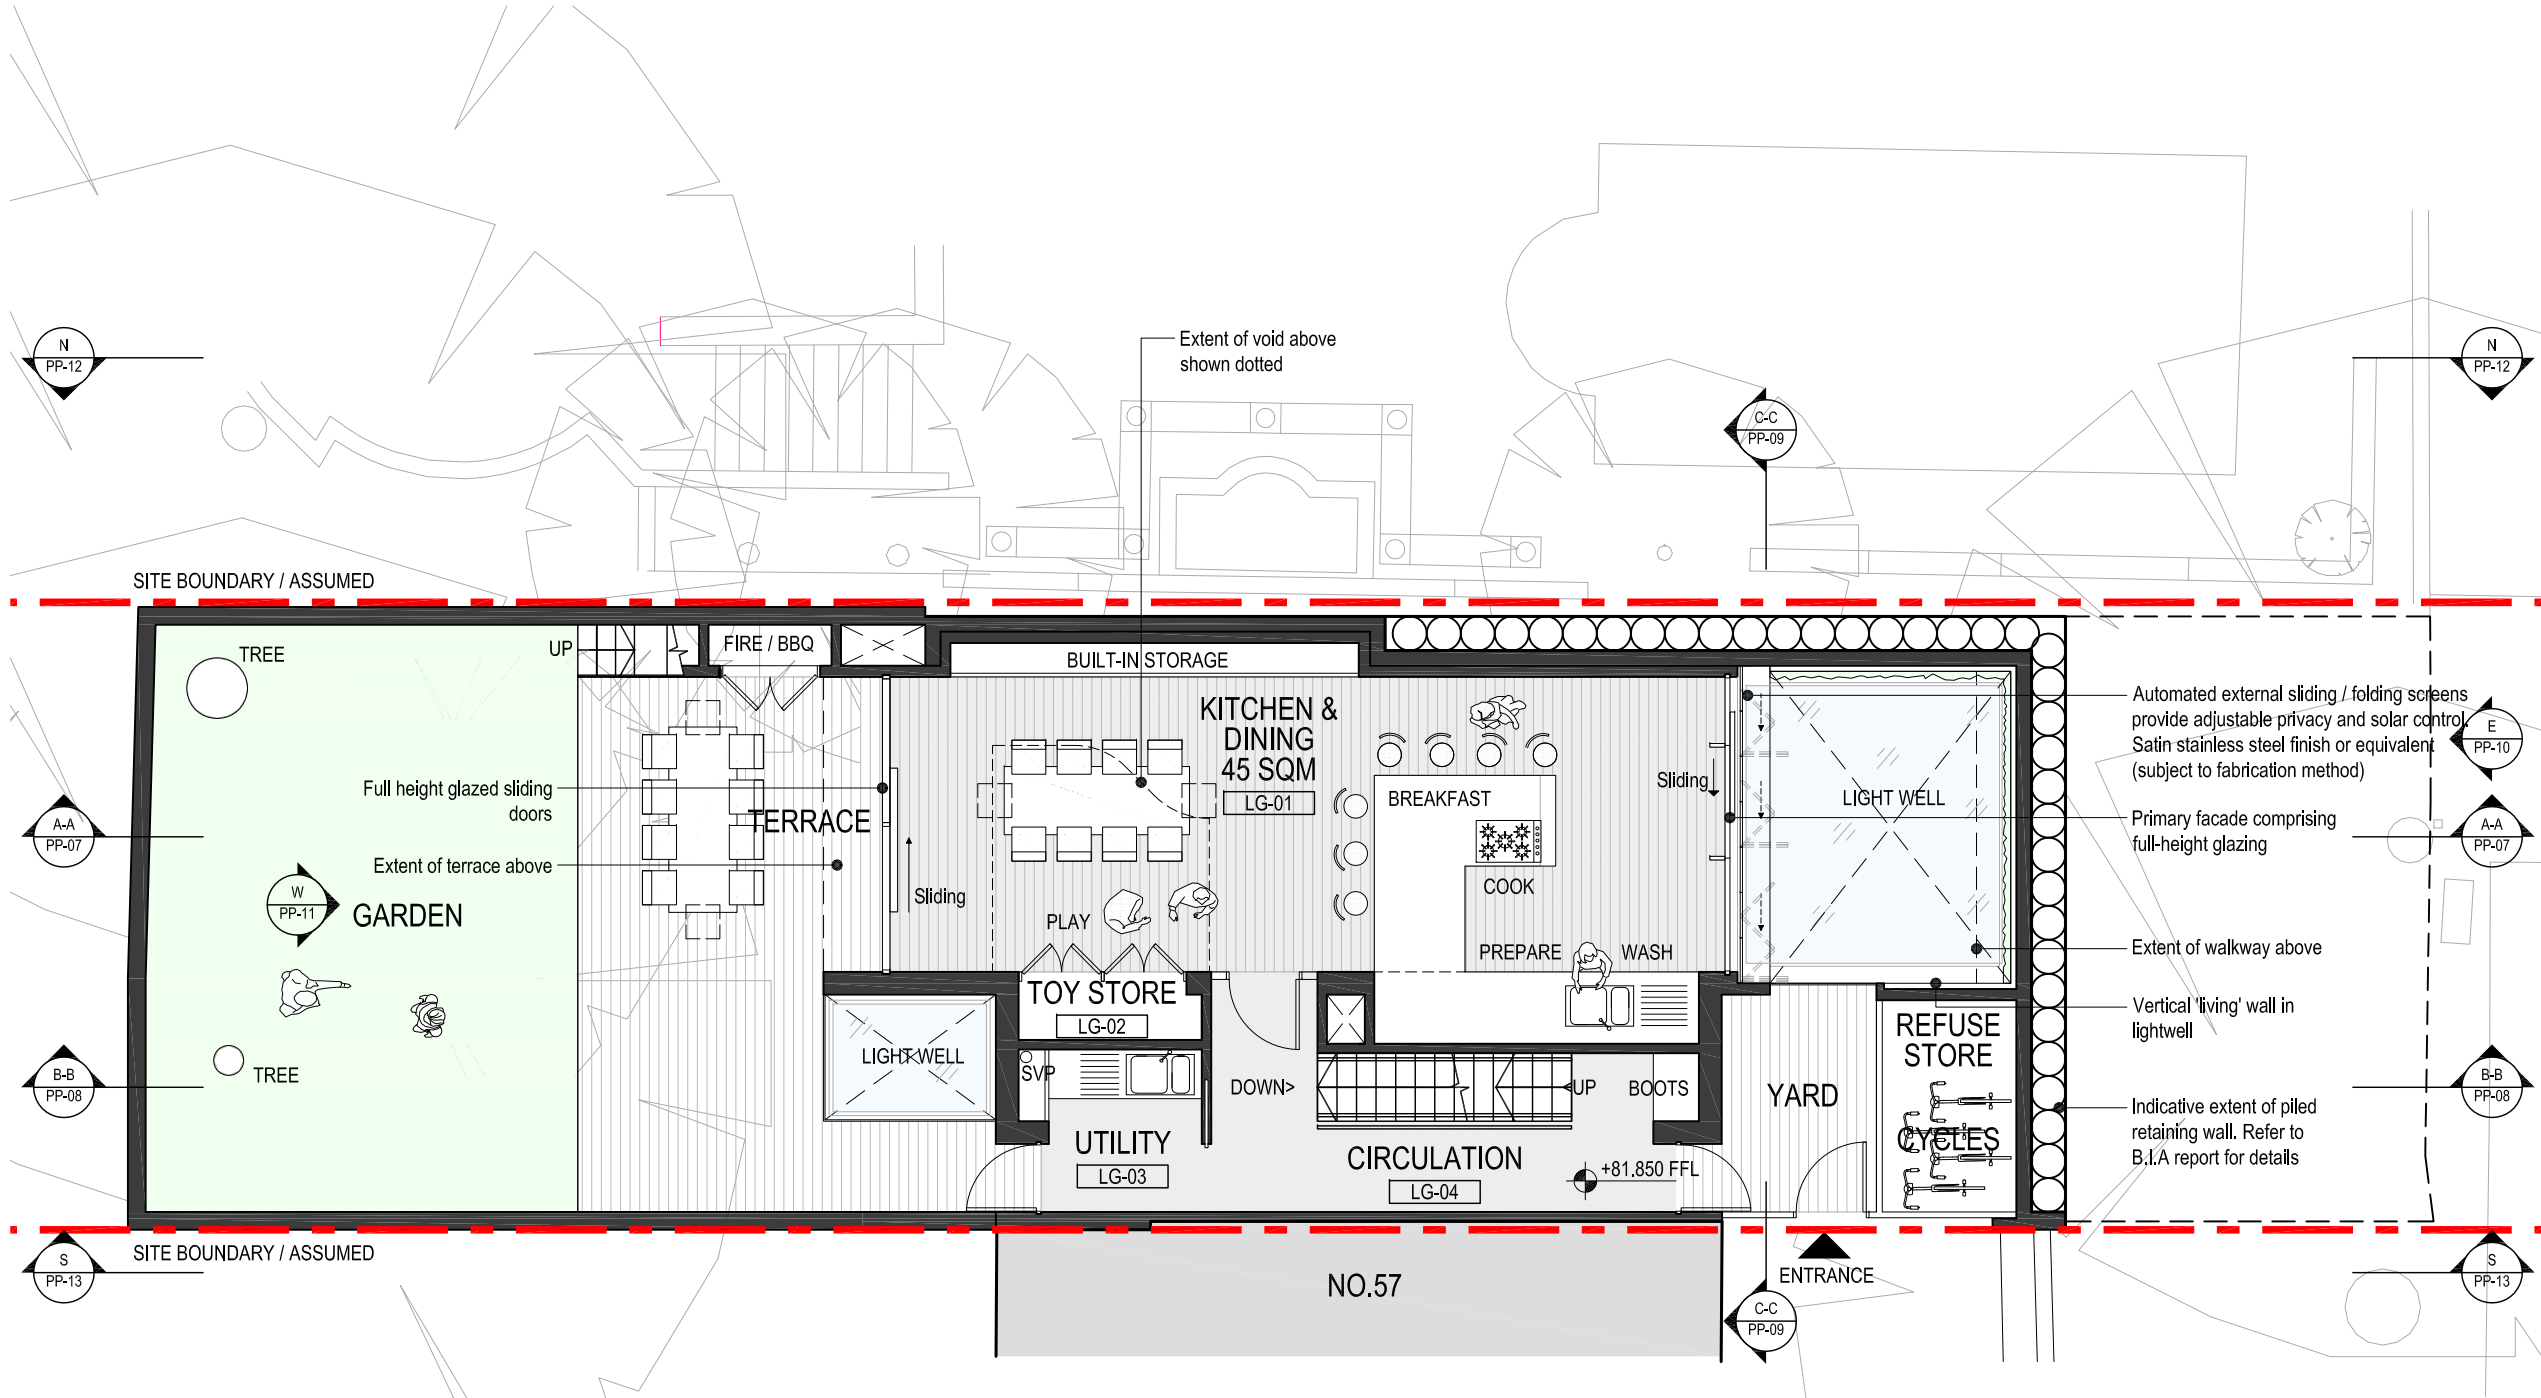 N
PP-12
Extent of void above
shown dotted
N
PP-12
C-C
PP-09
SITE BOUNDARY / ASSUMED
TREE
UP
FIRE / BBQ
BUILT-IN STORAGE
KITCHEN &
DINING
45 SQM
LG-01
Automated external sliding / folding screens
provide adjustable privacy and solar control.
Satin stainless steel finish or equivalent
(subject to fabrication method)
E
PP-10
Full height glazed sliding
doors
TERRACE
Sliding
BREAKFAST
LIGHT WELL
Primary facade comprising
full-height glazing
A-A
PP-07
A-A
PP-07
Extent of terrace above
Sliding
COOK
W
PP-11
GARDEN
PLAY
PREPARE
WASH
Extent of walkway above
TOY STORE
LG-02
Vertical 'living' wall in
lightwell
REFUSE
STORE
LIGHT WELL
TREE
SVP
DOWN>
<UP
BOOTS
YARD
B-B
PP-08
B-B
PP-08
Indicative extent of piled
retaining wall. Refer to
B.I.A report for details
UTILITY
LG-03
CIRCULATION
LG-04
+81.850 FFL
CYCLES
SITE BOUNDARY / ASSUMED
S
PP-13
NO.57
ENTRANCE
C-C
PP-09
S
PP-13